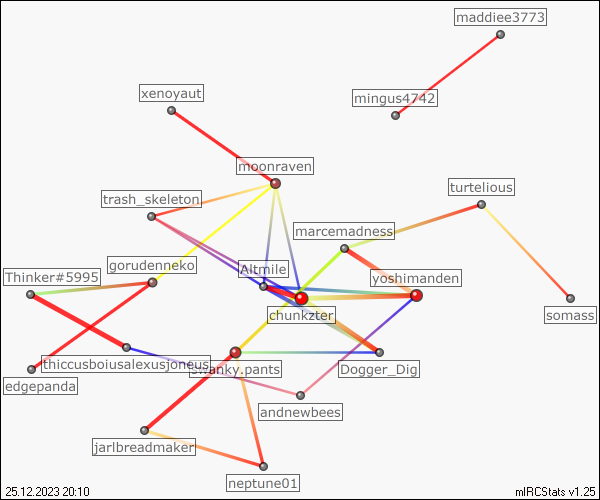 maddiee3773
xenoyaut
mingus4742
moonraven
turtelious
trash_skeleton
marcemadness
gorudenneko
Altmile
Thinker#5995
yoshimanden
chunkzter
somass
thiccusboiusalexusjoneus
swanky.pants
Dogger_Dig
edgepanda
andnewbees
jarlbreadmaker
neptune01
25.12.2023 20:10
mIRCStats v1.25